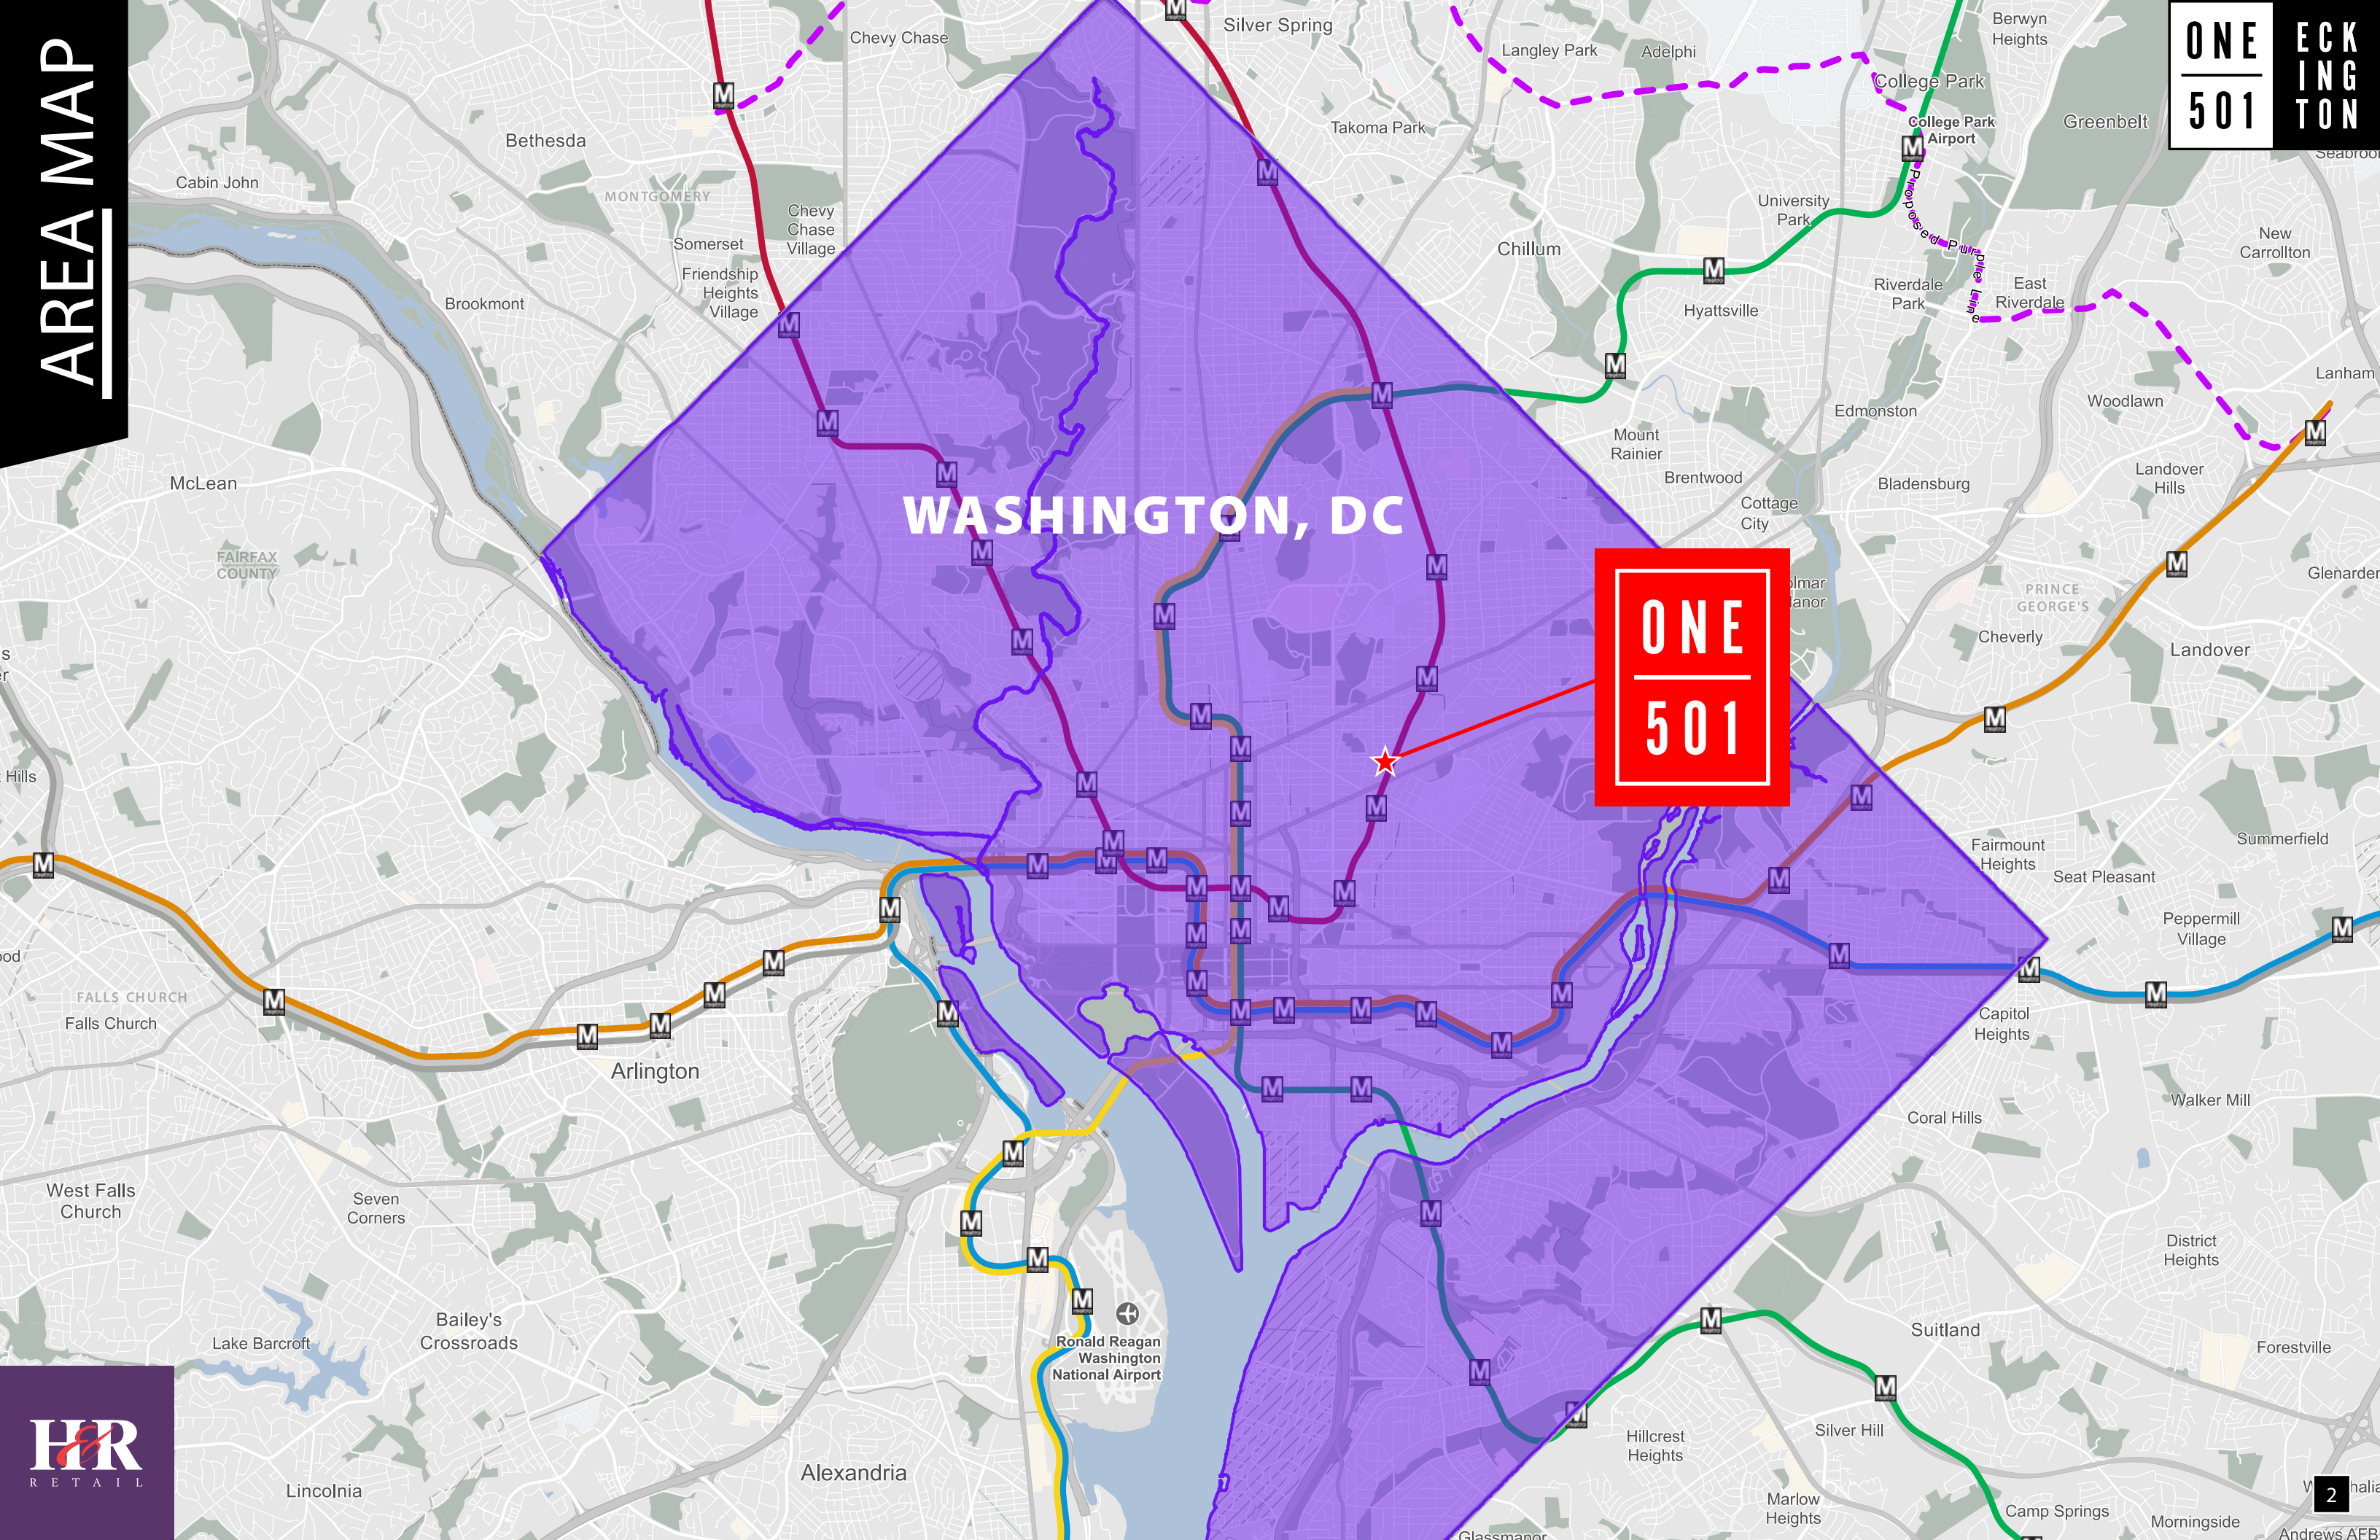 AREA MAP
ONE
501
ECK
ING
TON
WASHINGTON, DC
ONE
501
Silver Spring
Chevy Chase
Langley Park
Adelphi
Berwyn
Heights
College Park
College Park
Airport
Greenbelt
Takoma Park
Bethesda
Cabin John
MONTGOMERY
Chevy
Chase
Village
Somerset
Friendship
Heights
Village
Brookmont
University
Park
Chillum
Proposed Purple Line
New
Carrollton
Riverdale
Park
East
Riverdale
Hyattsville
Lanham
Woodlawn
Edmonston
Mount
Rainier
Brentwood
Cottage
City
Bladensburg
Landover
Hills
McLean
FAIRFAX
COUNTY
PRINCE
GEORGE'S
Cheverly
Landover
Hills
Summerfield
Fairmount
Heights
Seat Pleasant
Peppermill
Village
FALLS CHURCH
Falls Church
Arlington
Capitol
Heights
Walker Mill
Coral Hills
West Falls
Church
Seven
Corners
District
Heights
Bailey's
Crossroads
Lake Barcroft
Ronald Reagan
Washington
National Airport
Suitland
Forestville
Silver Hill
Hillcrest
Heights
Alexandria
Lincolnia
Marlow
Heights
Camp Springs
Morningside
H&R
RETAIL
2